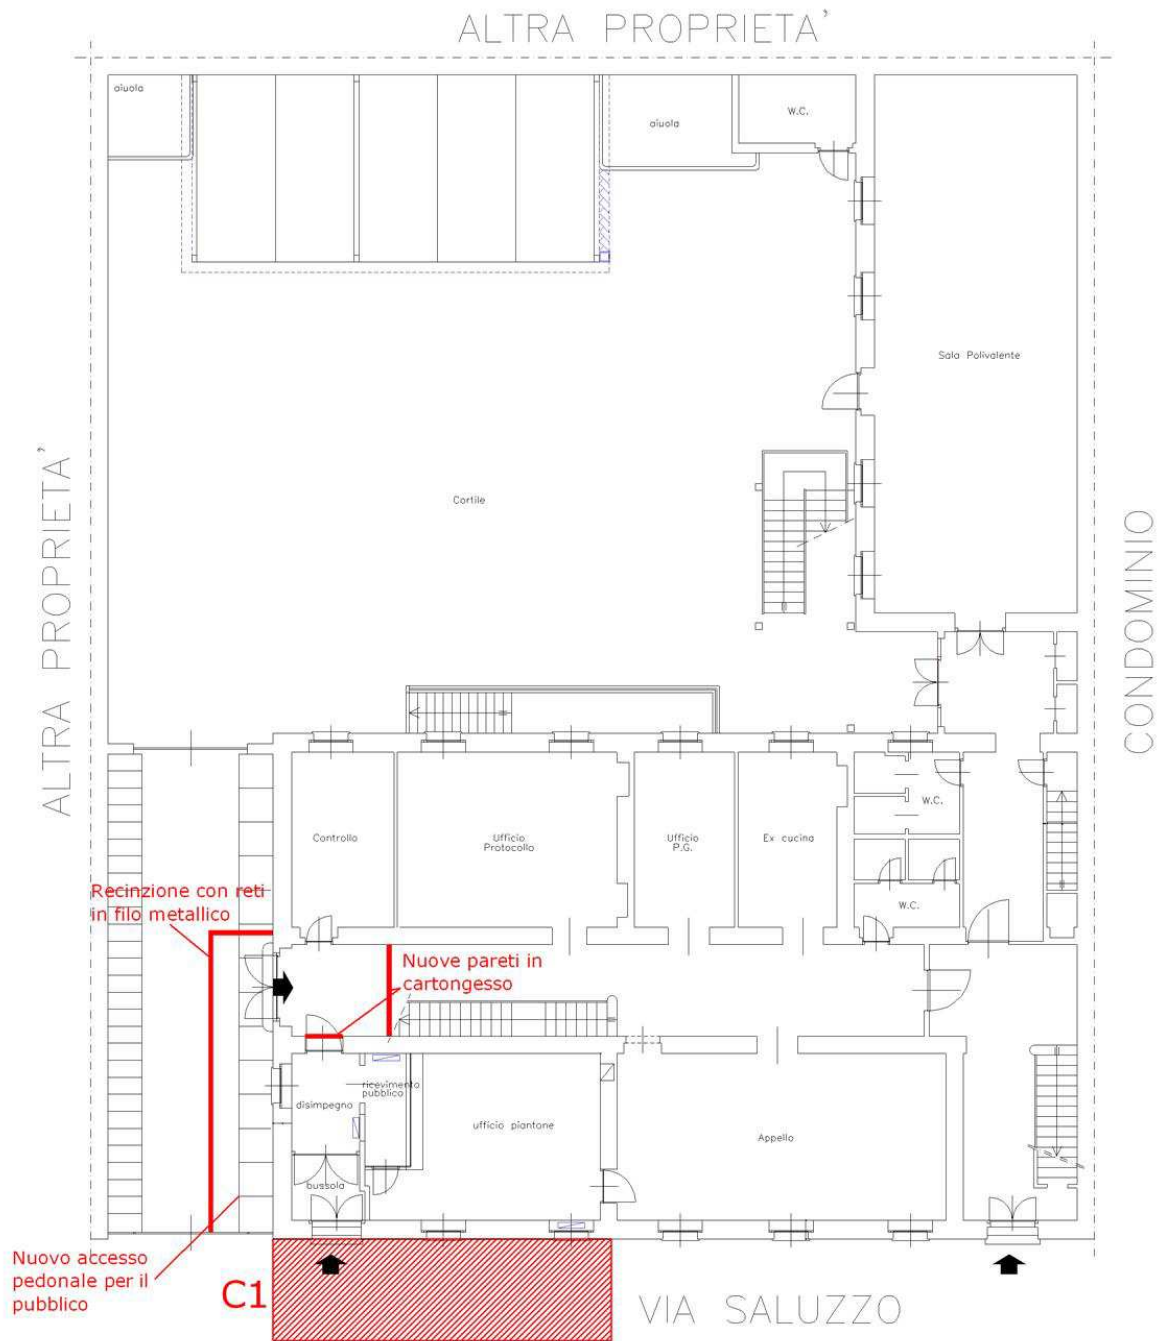 ALTRA PROPRIETA'
aiuola
aiuola
W.C.
Sala Polivalente
Cortile
ALTRA PROPRIETA'
CONDOMINIO
Controllo
Ufficio
Protocollo
Ufficio
P.G.
Ex cucina
W.C.
W.C.
Recinzione con reti
in filo metallico
Nuove pareti in
cartongesso
ricevimento
pubblico
disimpegno
ufficio piantone
Appello
bussola
Nuovo accesso
pedonale per il
pubblico
C1
VIA SALUZZO